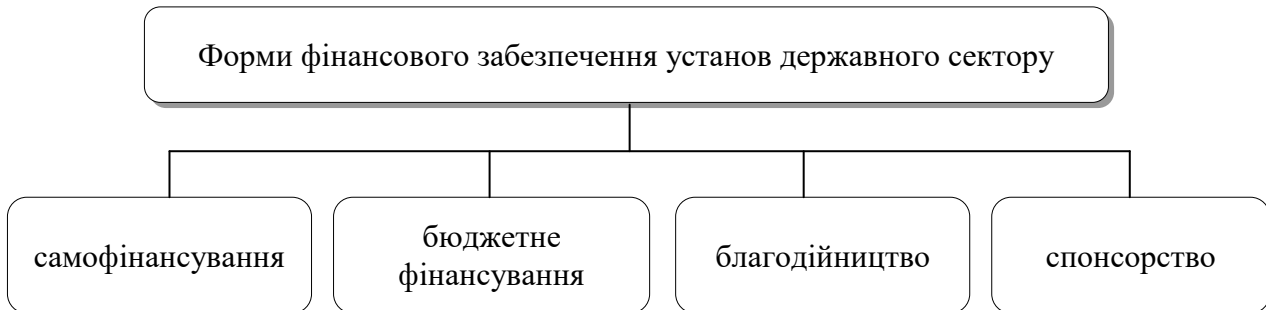 Форми фінансового забезпечення установ державного сектору
самофінансування
бюджетне
фінансування
благодійництво
спонсорство